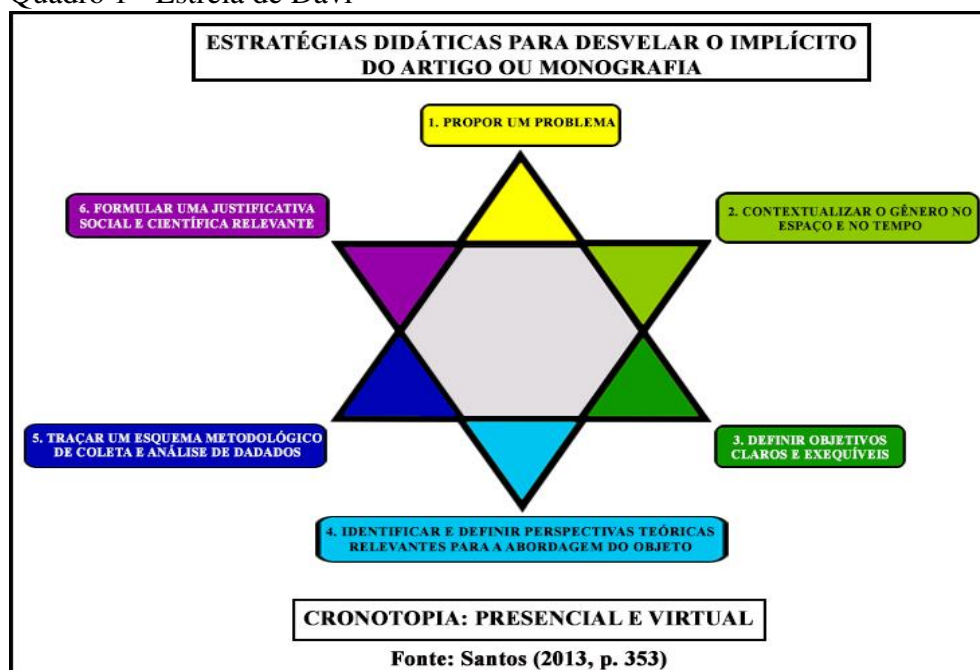 Quadro 1 - Estrela de Davi
ESTRATÉGIAS DIDÁTICAS PARA DESVELAR O IMPLÍCITO
DO ARTIGO OU MONOGRAFIA
1. PROPOR UM PROBLEMA
6. FORMULAR UMA JUSTIFICATIVA
SOCIAL E CIENTÍFICA RELEVANTE
2. CONTEXTUALIZAR O GÊNERO NO
ESPAÇO E NO TEMPO
5. TRAÇAR UM ESQUEMA METODOLÓGICO
DE COLETA E ANÁLISE DE DADADOS
3. DEFINIR OBJETIVOS
CLAROS E EXEQUÍVEIS
4. IDENTIFICAR E DEFINIR PERSPECTIVAS TEÓRICAS
RELEVANTES PARA A ABORDAGEM DO OBJETO
CRONOTOPIA: PRESENCIAL E VIRTUAL
Fonte: Santos (2013, p. 353)